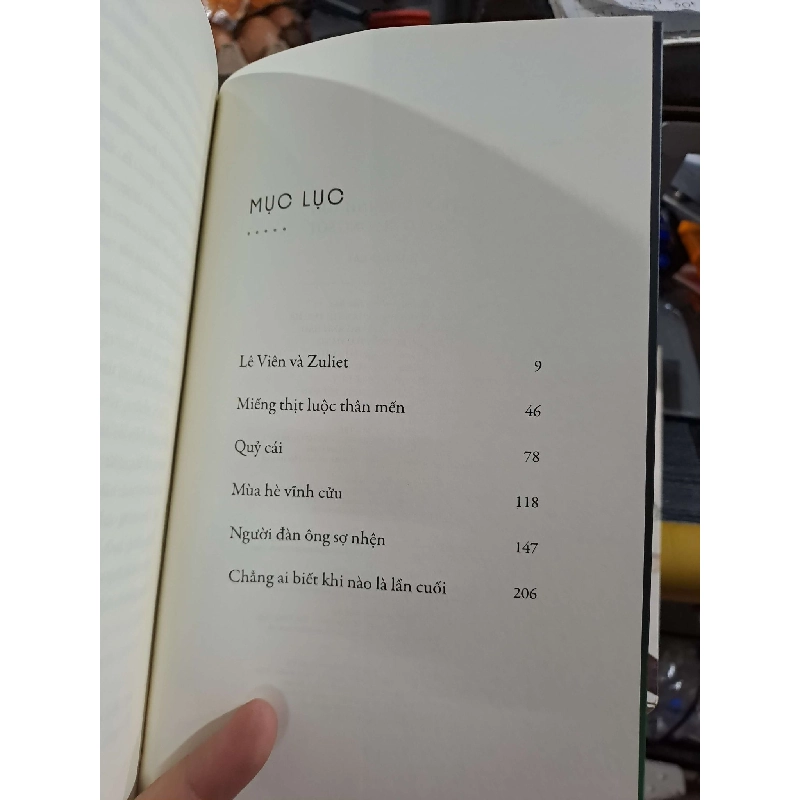 MỤC LỤC
.....
Lê Viên và Zuliet 9
Miếng thịt luộc thân mến 46
Quỷ cái 78
Mùa hè vĩnh cửu 118
Người đàn ông sợ nhện 147
Chẳng ai biết khi nào là lần cuối 206